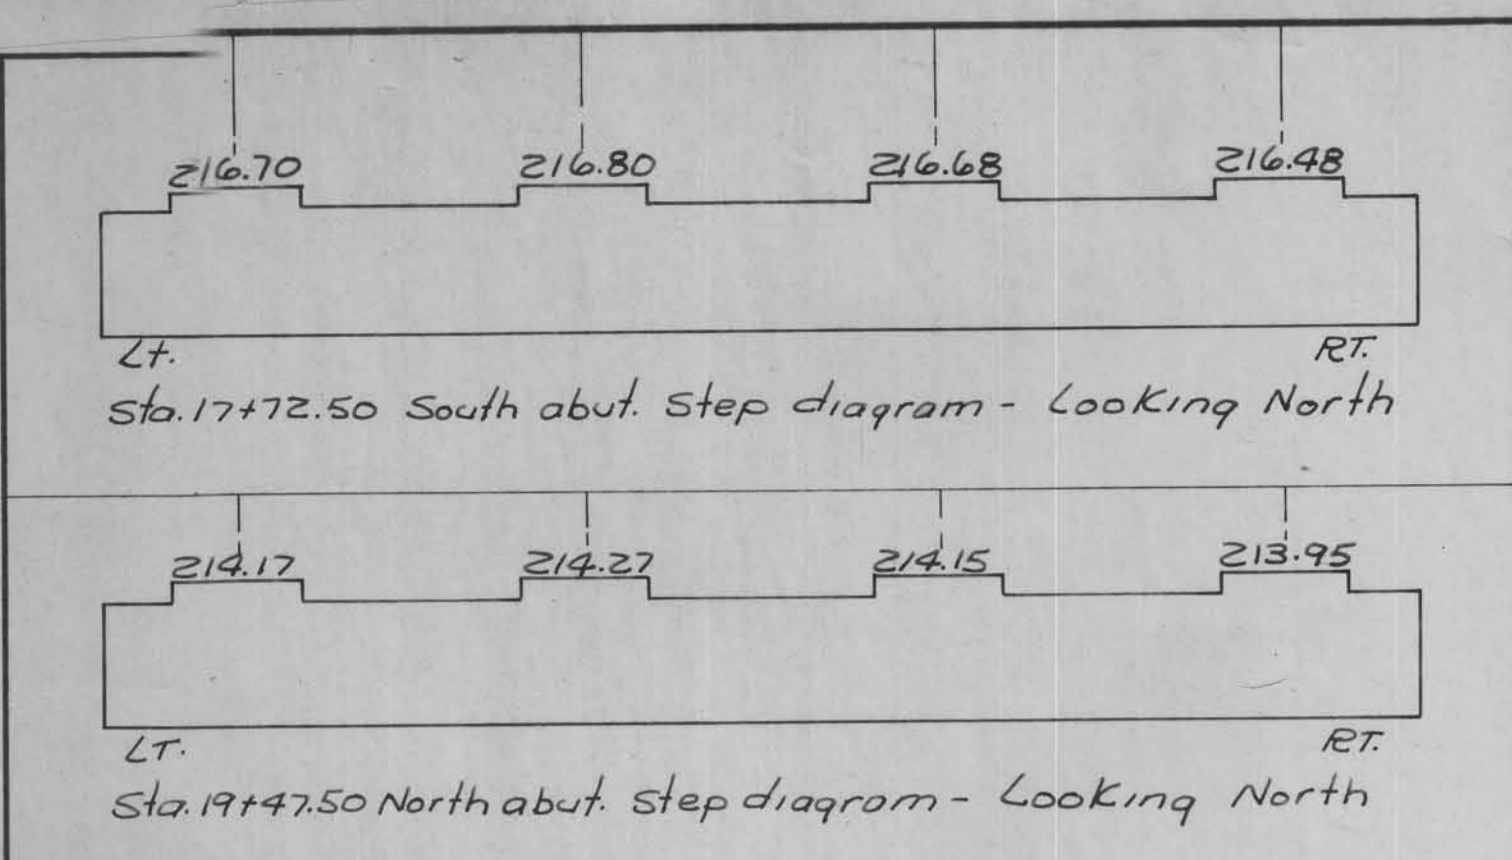 216.70 216.80 216.68 216.48
Lt. RT.
Sta. 17+72.50 South abut. Step diagram - Looking North
214.17 214.27 214.15 213.95
LT. RT.
Sta. 19+47.50 North abut. Step diagram - Looking North